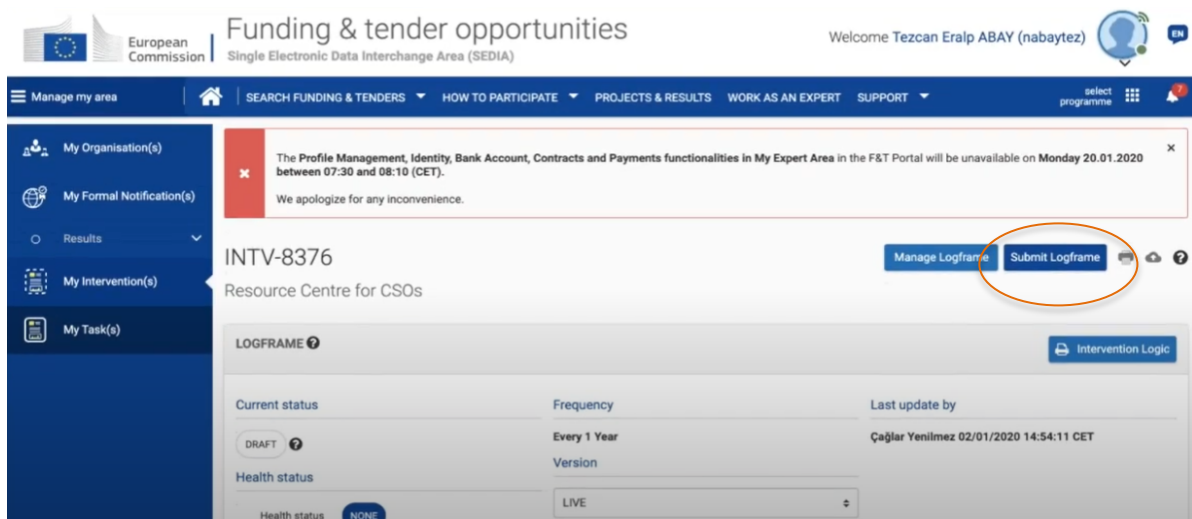 European
Commission
Funding & tender opportunities
Single Electronic Data Interchange Area (SEDIA)
Welcome Tezcan Eralp ABAY (nabaytez)
EN
Manage my area
SEARCH FUNDING & TENDERS
HOW TO PARTICIPATE
PROJECTS & RESULTS
WORK AS AN EXPERT
SUPPORT
select
programme
7
My Organisation(s)
My Formal Notification(s)
Results
My Intervention(s)
My Task(s)
The Profile Management, Identity, Bank Account, Contracts and Payments functionalities in My Expert Area in the F&T Portal will be unavailable on Monday 20.01.2020
between 07:30 and 08:10 (CET).
We apologize for any inconvenience.
INTV-8376
Manage Logframe
Submit Logframe
Resource Centre for CSOs
LOGFRAME
Intervention Logic
Current status
Frequency
Last update by
DRAFT
Every 1 Year
Çağlar Yenilmez 02/01/2020 14:54:11 CET
Version
Health status
LIVE
Health status
NONE